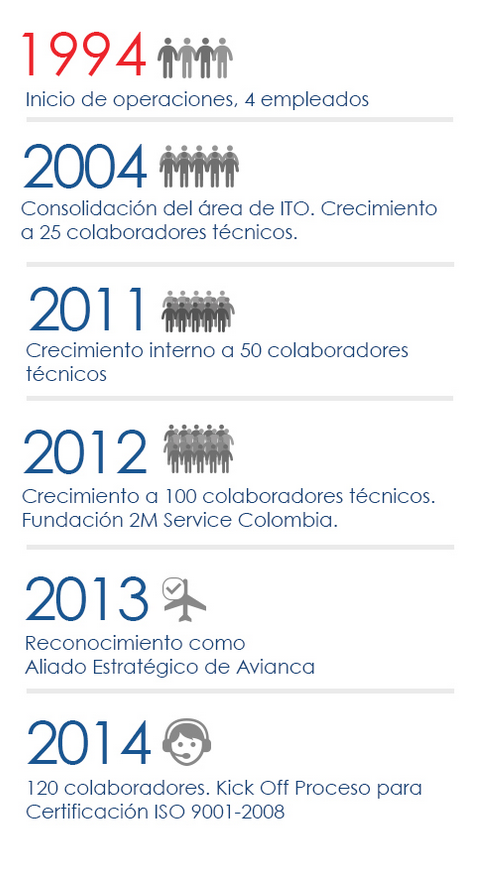 1994
Inicio de operaciones, 4 empleados
2004
Consolidación del área de ITO. Crecimiento
a 25 colaboradores técnicos.
2011
Crecimiento interno a 50 colaboradores
técnicos
2012
Crecimiento a 100 colaboradores técnicos.
Fundación 2M Service Colombia.
2013
Reconocimiento como
Aliado Estratégico de Avianca
2014
120 colaboradores. Kick Off Proceso para
Certificación ISO 9001-2008